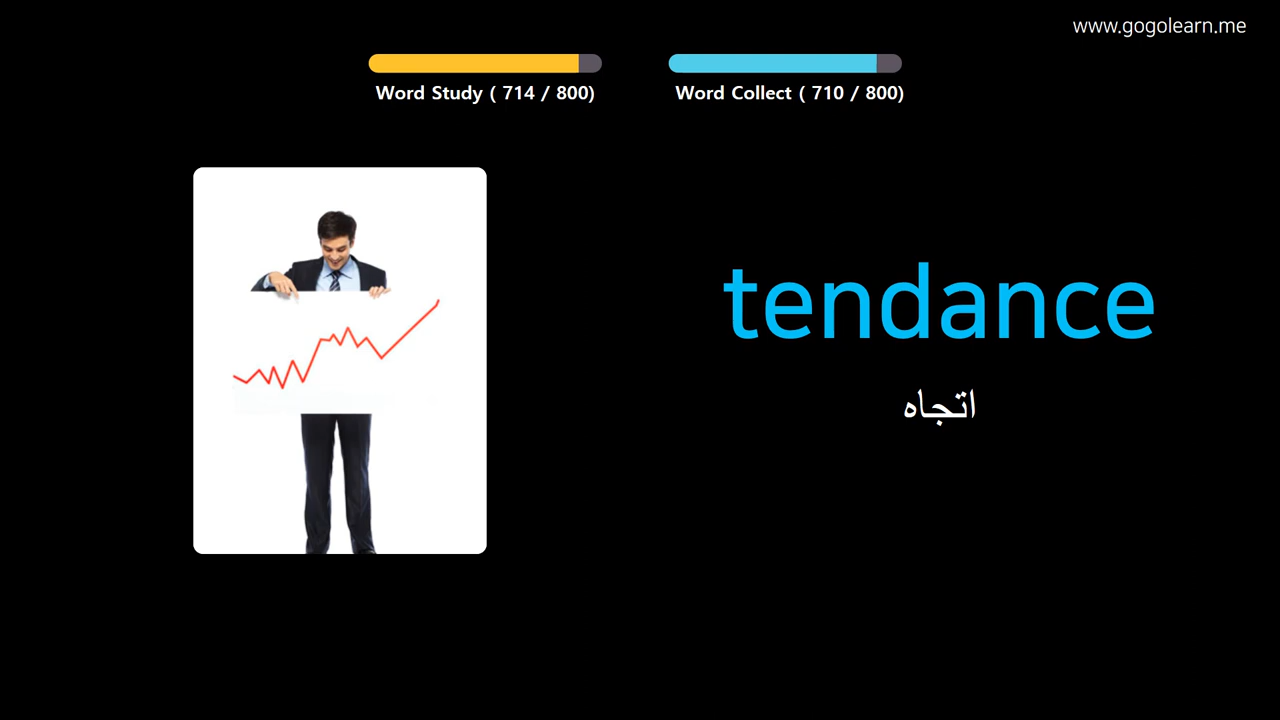 www.gogolearn.me
Word Study ( 714 / 800)
Word Collect ( 710 / 800)
tendance
اتجاه